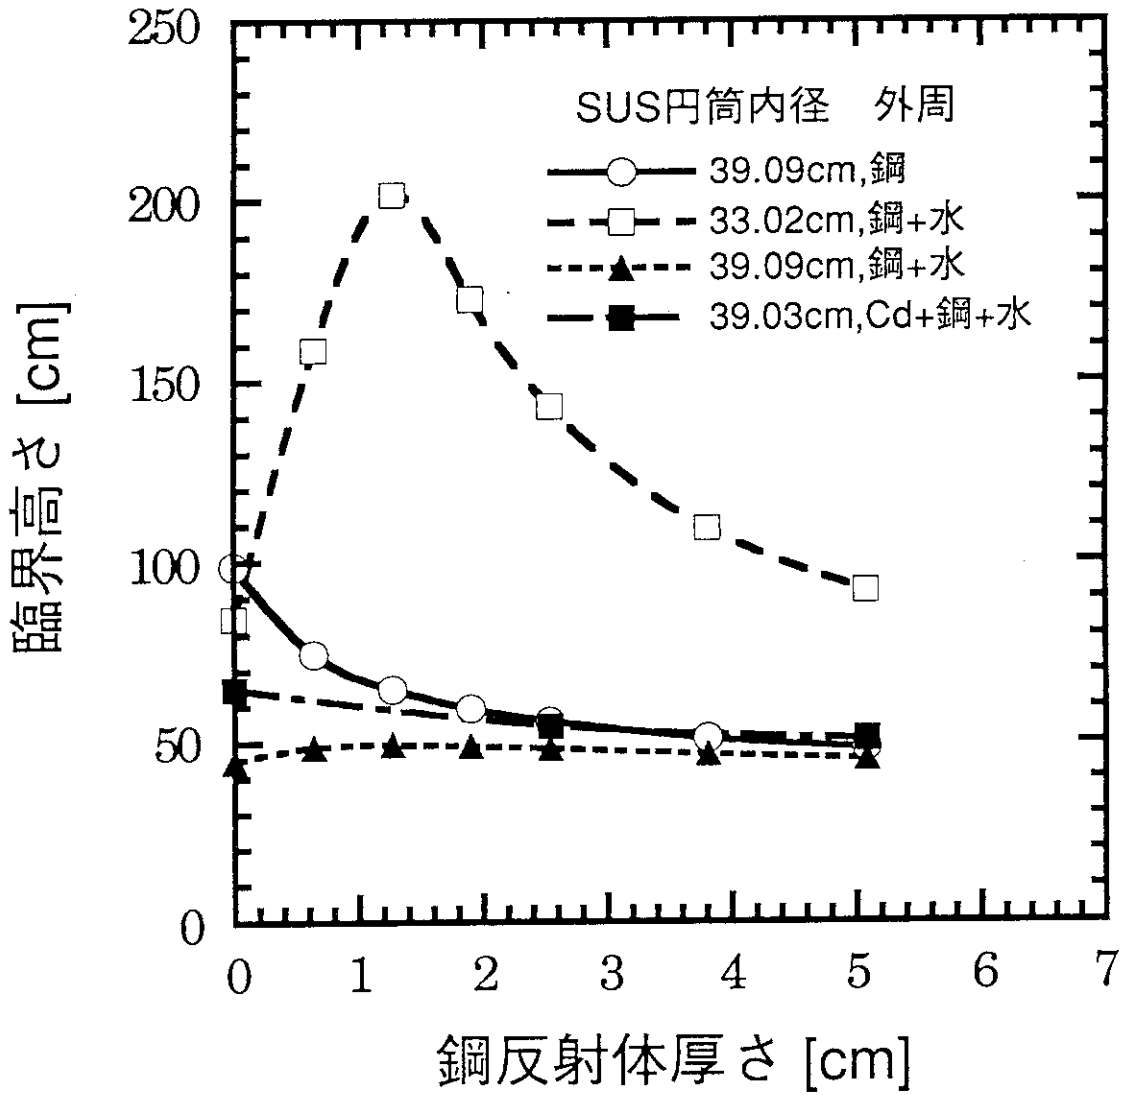 250
200
150
100
50
0
臨界高さ [cm]
SUS円筒内径 外周
39.09cm,鋼
33.02cm,鋼+水
39.09cm,鋼+水
39.03cm,Cd+鋼+水
0 1 2 3 4 5 6 7
鋼反射体厚さ [cm]